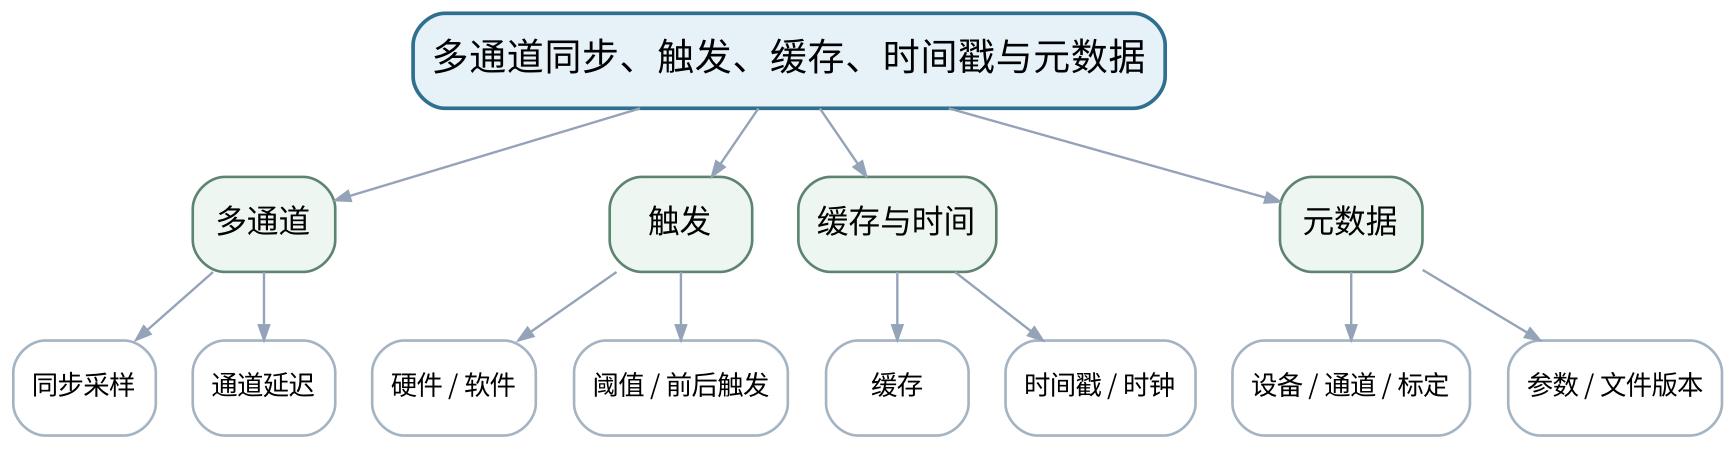 多通道同步、触发、缓存、时间戳与元数据
多通道
触发
缓存与时间
元数据
同步采样
通道延迟
硬件 / 软件
阈值 / 前后触发
缓存
时间戳 / 时钟
设备 / 通道 / 标定
参数 / 文件版本